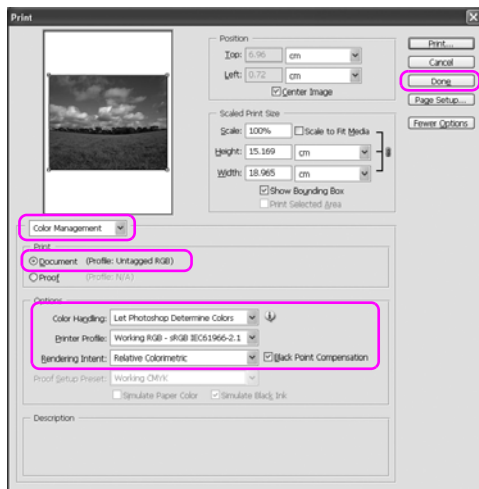 Print
Position
Top: 6.96 cm
Left: 0.72 cm
Center Image
Scaled Print Size
Scale: 100% Scale to Fit Media
Height: 15.169 cm
Width: 18.965 cm
Show Bounding Box
Print Selected Area
Print...
Cancel
Done
Page Setup...
Fewer Options
Color Management
Print
Document (Profile: Untagged RGB)
Proof (Profile: N/A)
Options
Color Handling: Let Photoshop Determine Colors
Printer Profile: Working RGB - sRGB IEC61966-2.1
Rendering Intent: Relative Colorimetric Black Point Compensation
Proof Setup Preset: Working CMYK
Simulate Paper Color Simulate Black Ink
Description